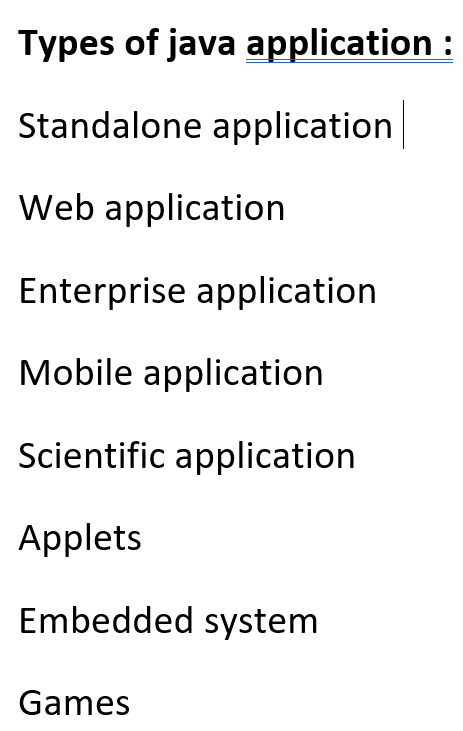 Types of java application :
Standalone application
Web application
Enterprise application
Mobile application
Scientific application
Applets
Embedded system
Games